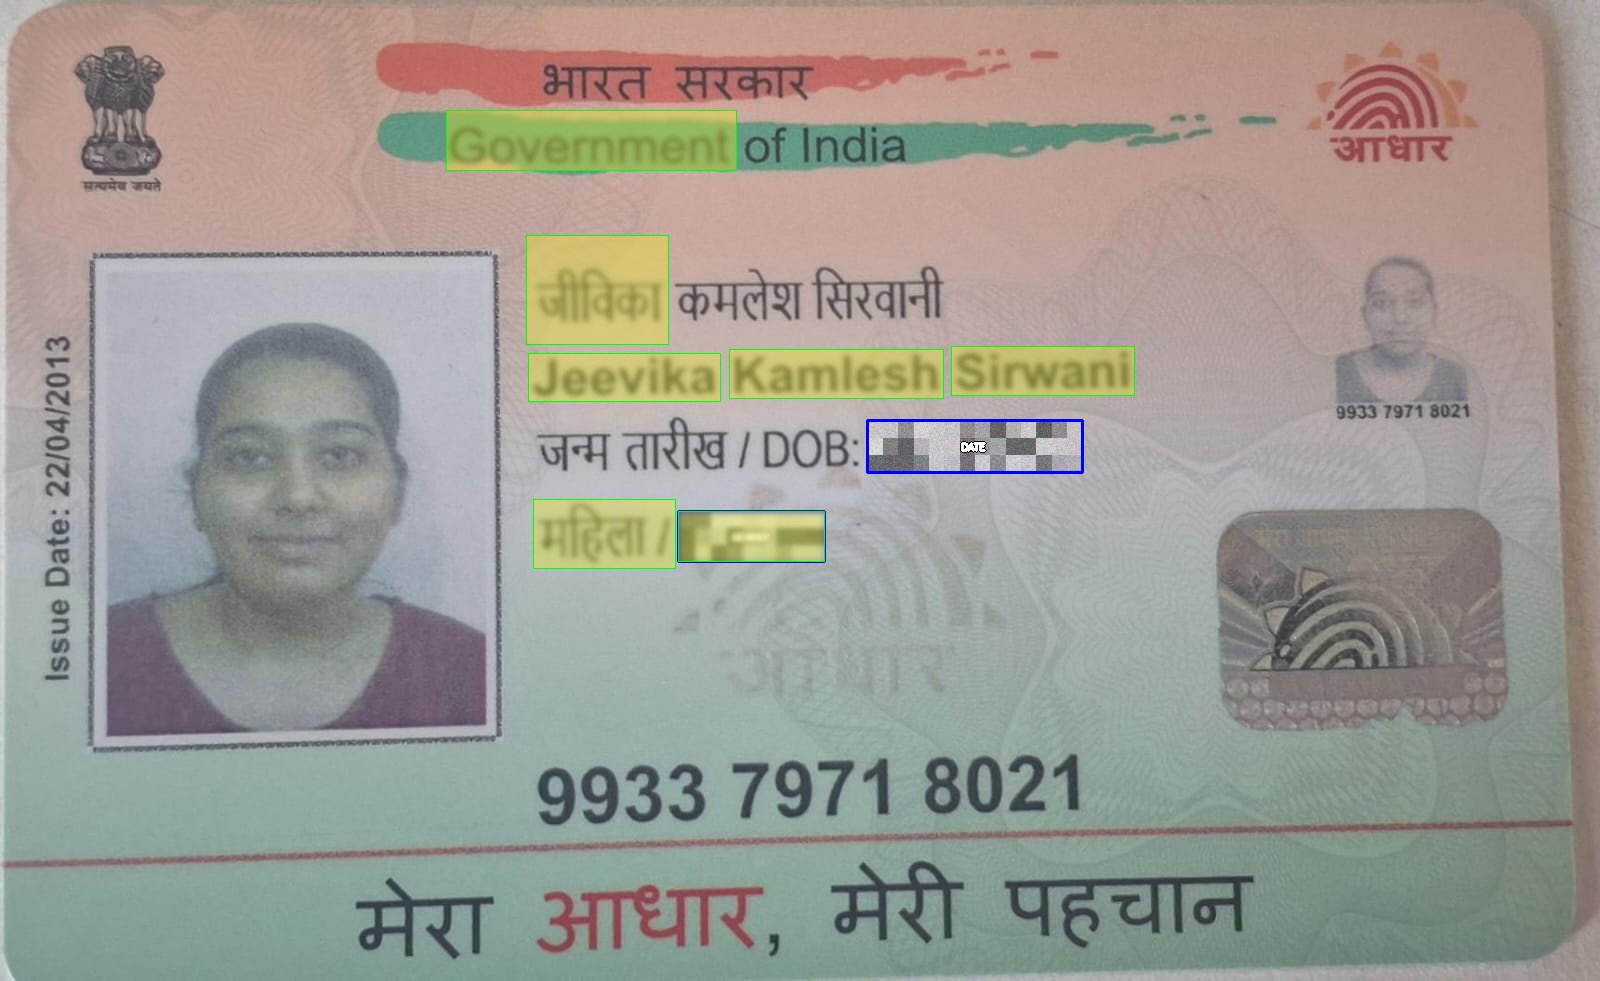 भारत सरकार
Government of India
सत्यमेव जयते
आधार
Issue Date: 22/04/2013
जीविका कमलेश सिरवानी
Jeevika Kamlesh Sirwani
जन्म तारीख / DOB: DATE
महिला /
9933 7971 8021
आधार
9933 7971 8021
मेरा आधार, मेरी पहचान